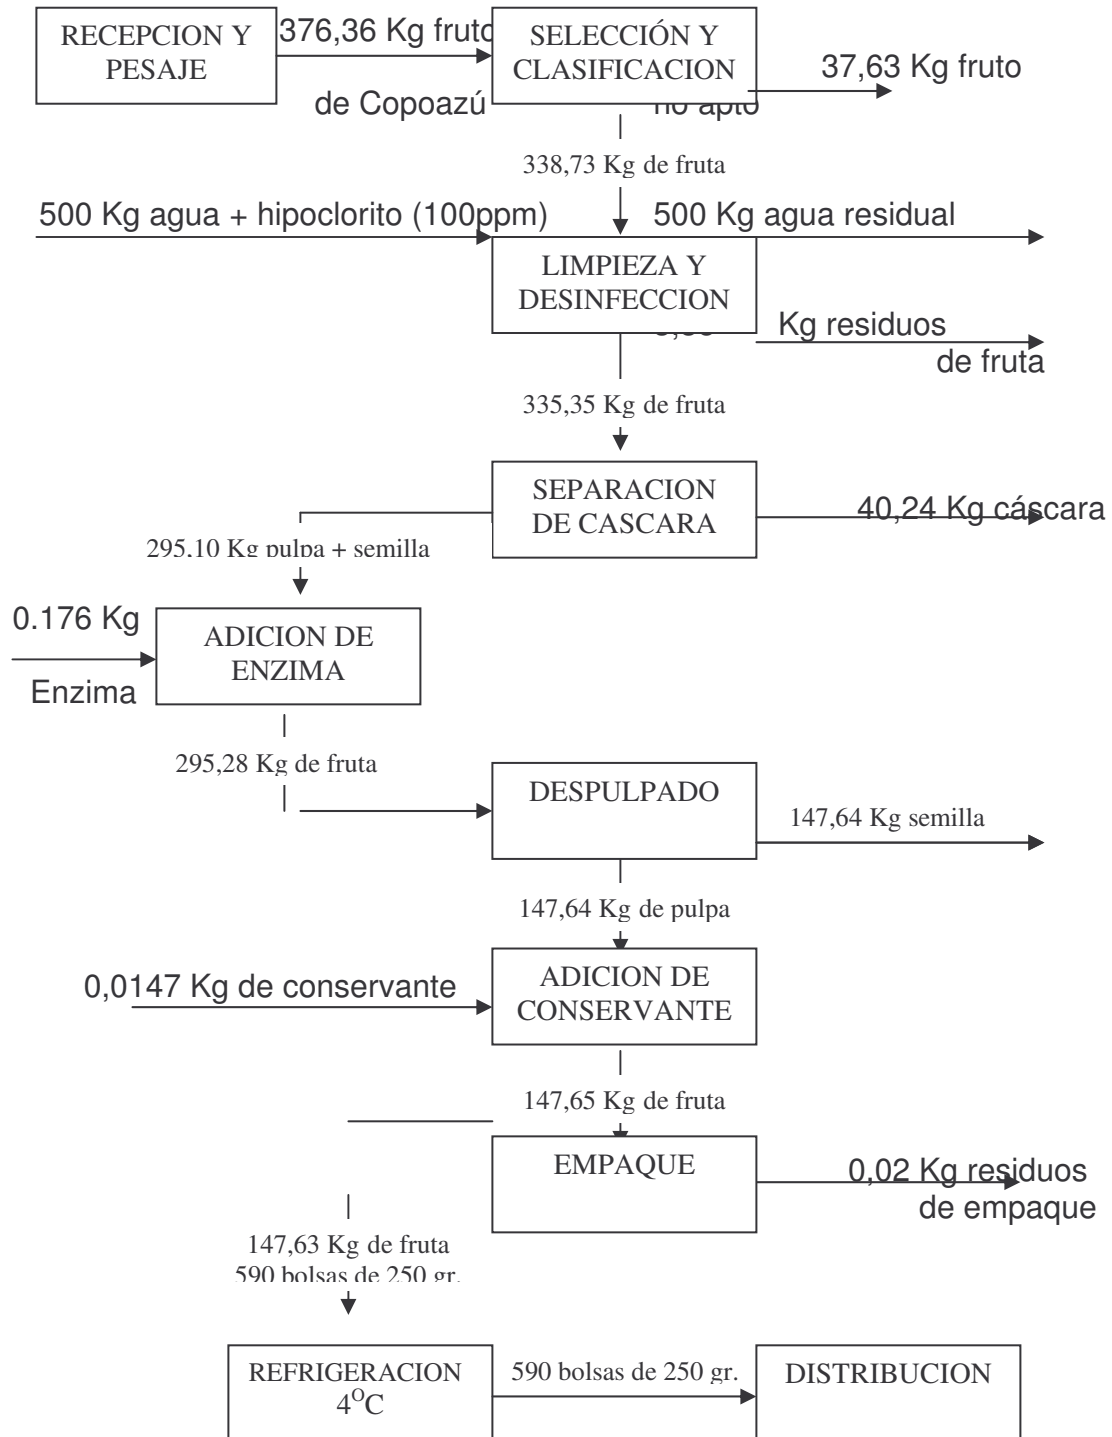 RECEPCION Y
PESAJE
376,36 Kg fruto
de Copoazú
SELECCIÓN Y
CLASIFICACION
37,63 Kg fruto
no apto
338,73 Kg de fruta
500 Kg agua + hipoclorito (100ppm)
500 Kg agua residual
LIMPIEZA Y
DESINFECCION
Kg residuos
de fruta
335,35 Kg de fruta
SEPARACION
DE CASCARA
40,24 Kg cáscara
295,10 Kg pulpa + semilla
0.176 Kg
Enzima
ADICION DE
ENZIMA
295,28 Kg de fruta
DESPULPADO
147,64 Kg semilla
147,64 Kg de pulpa
0,0147 Kg de conservante
ADICION DE
CONSERVANTE
147,65 Kg de fruta
EMPAQUE
0,02 Kg residuos
de empaque
147,63 Kg de fruta
590 bolsas de 250 gr.
REFRIGERACION
4°C
590 bolsas de 250 gr.
DISTRIBUCION